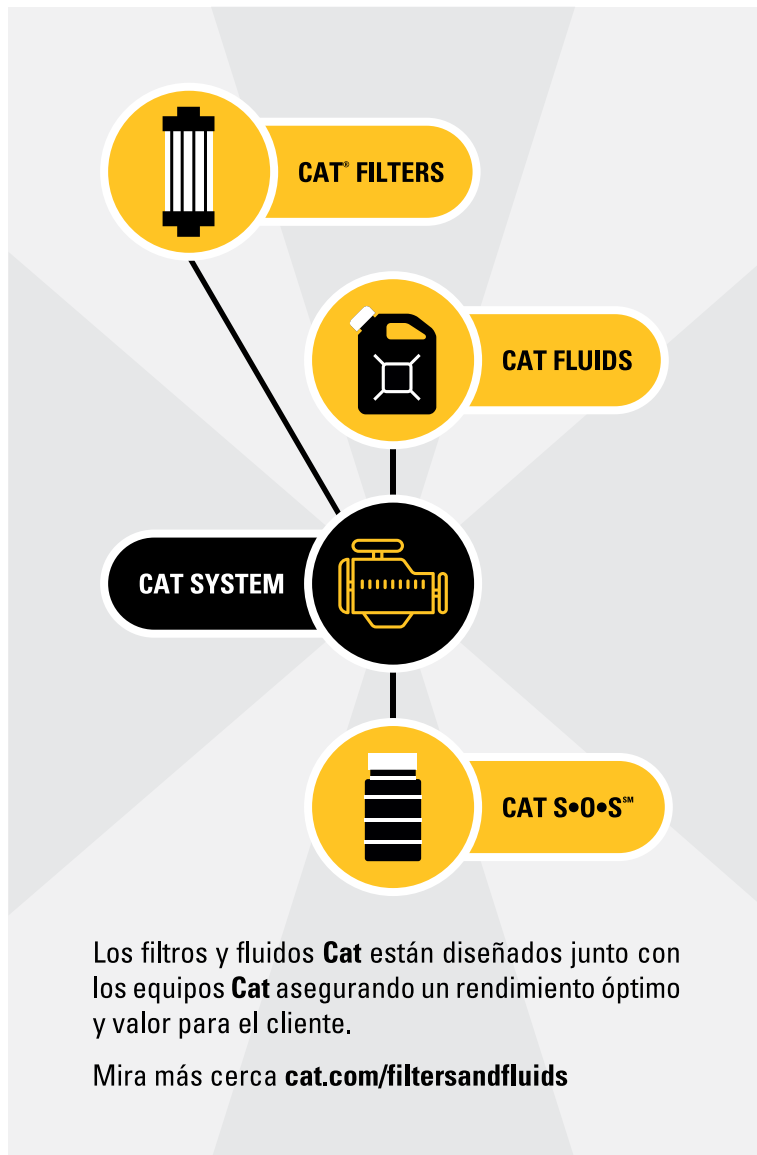 CAT® FILTERS
CAT FLUIDS
CAT SYSTEM
CAT S•O•S℠
Los filtros y fluidos Cat están diseñados junto con
los equipos Cat asegurando un rendimiento óptimo
y valor para el cliente.
Mira más cerca cat.com/filtersandfluids